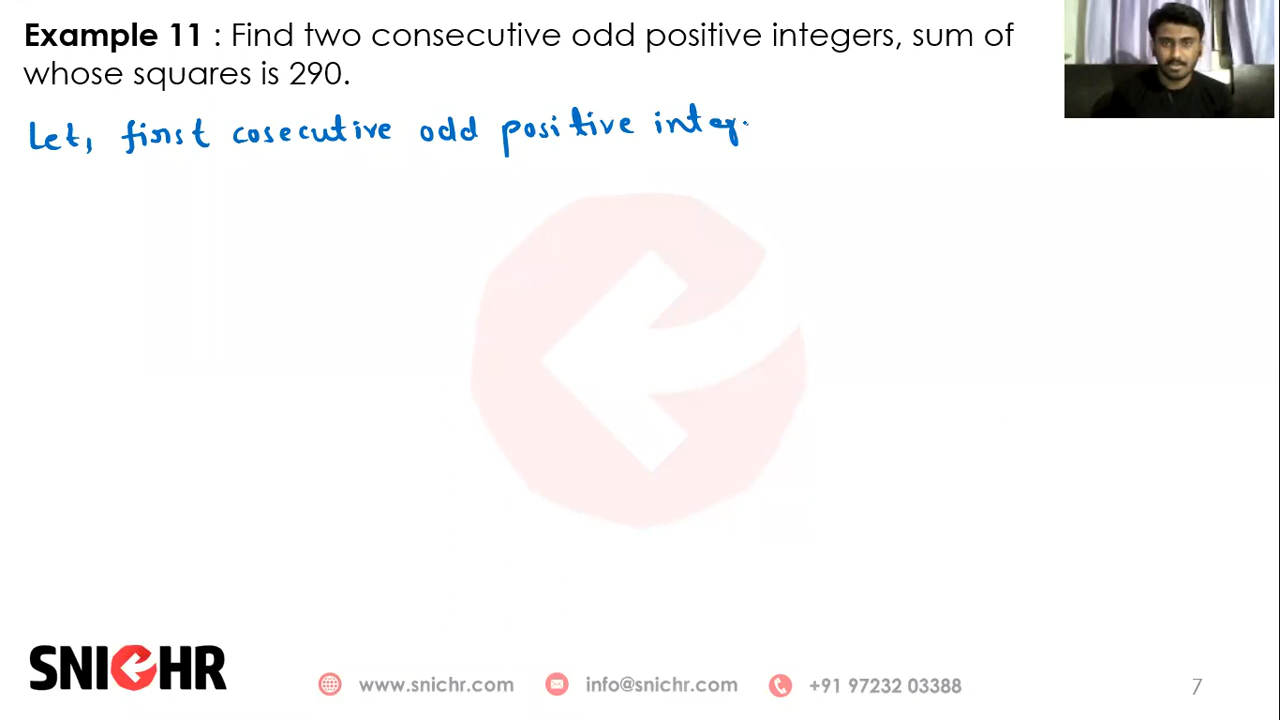 Example 11 : Find two consecutive odd positive integers, sum of
whose squares is 290.
Let, first cosecutive odd positive integ.
SNICHR
www.snichr.com
info@snichr.com
+91 97232 03388
7